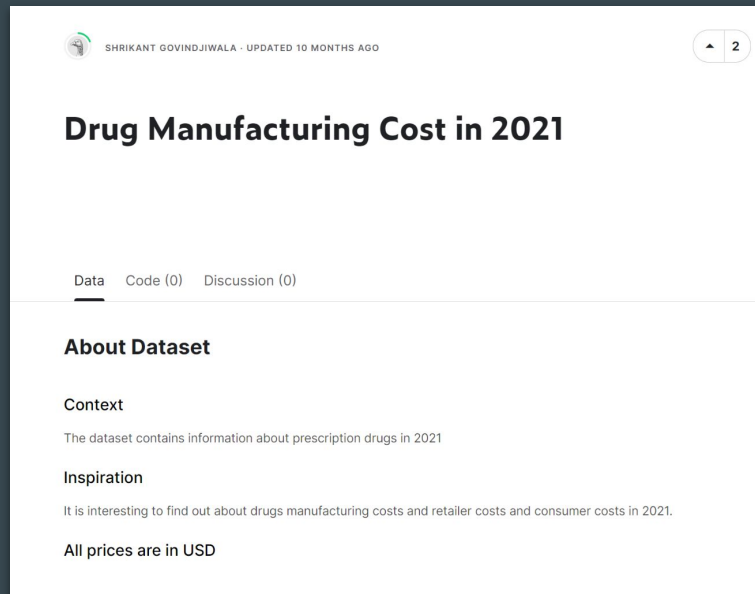 SHRIKANT GOVINDJIWALA · UPDATED 10 MONTHS AGO
2
Drug Manufacturing Cost in 2021
Data Code (0) Discussion (0)
About Dataset
Context
The dataset contains information about prescription drugs in 2021
Inspiration
It is interesting to find out about drugs manufacturing costs and retailer costs and consumer costs in 2021.
All prices are in USD